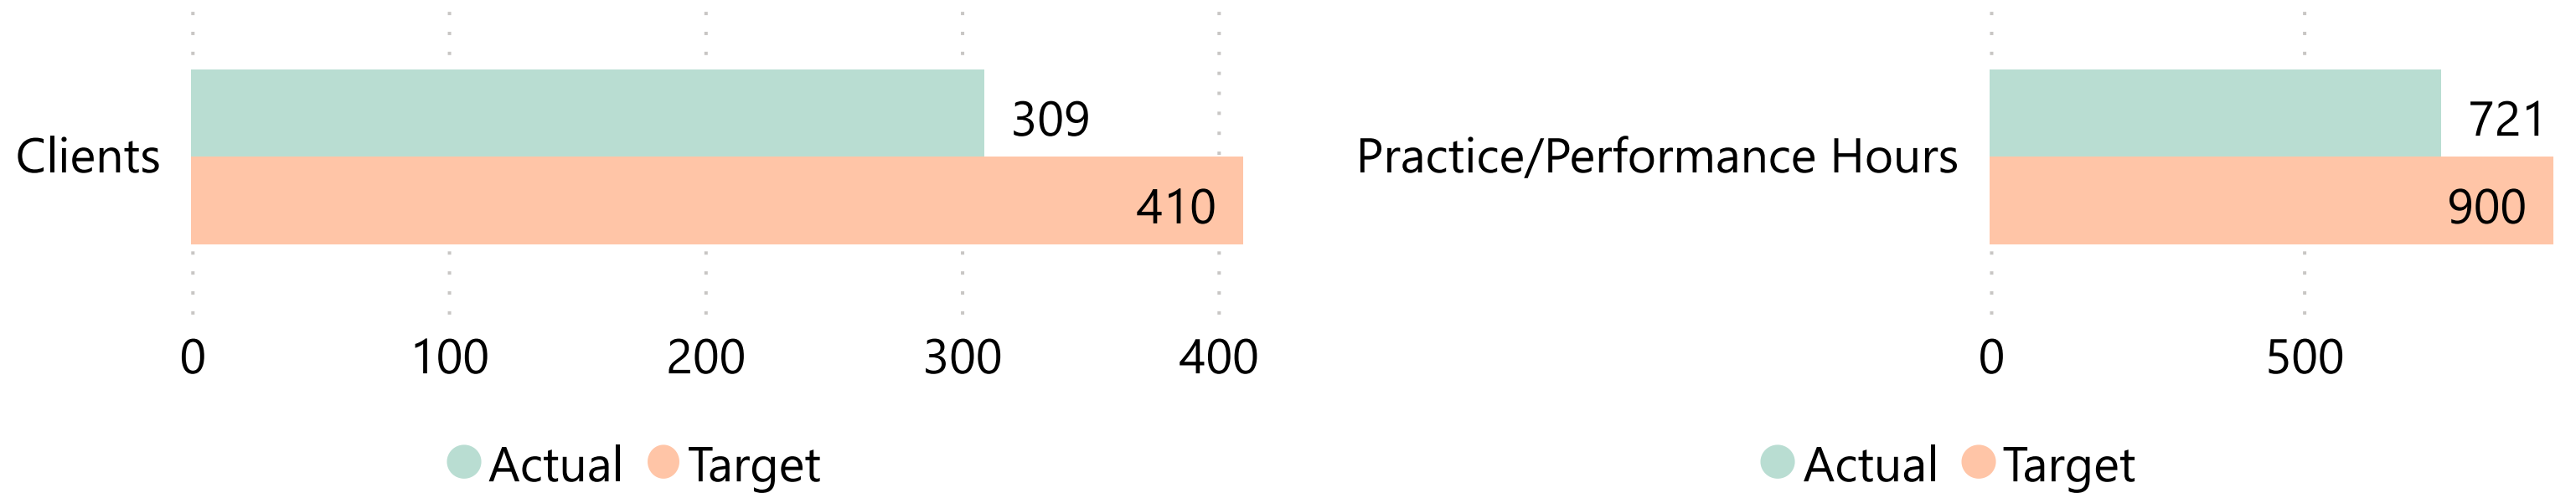 Clients
309
410
0 100 200 300 400
Actual Target
Practice/Performance Hours
721
900
0 500
Actual Target